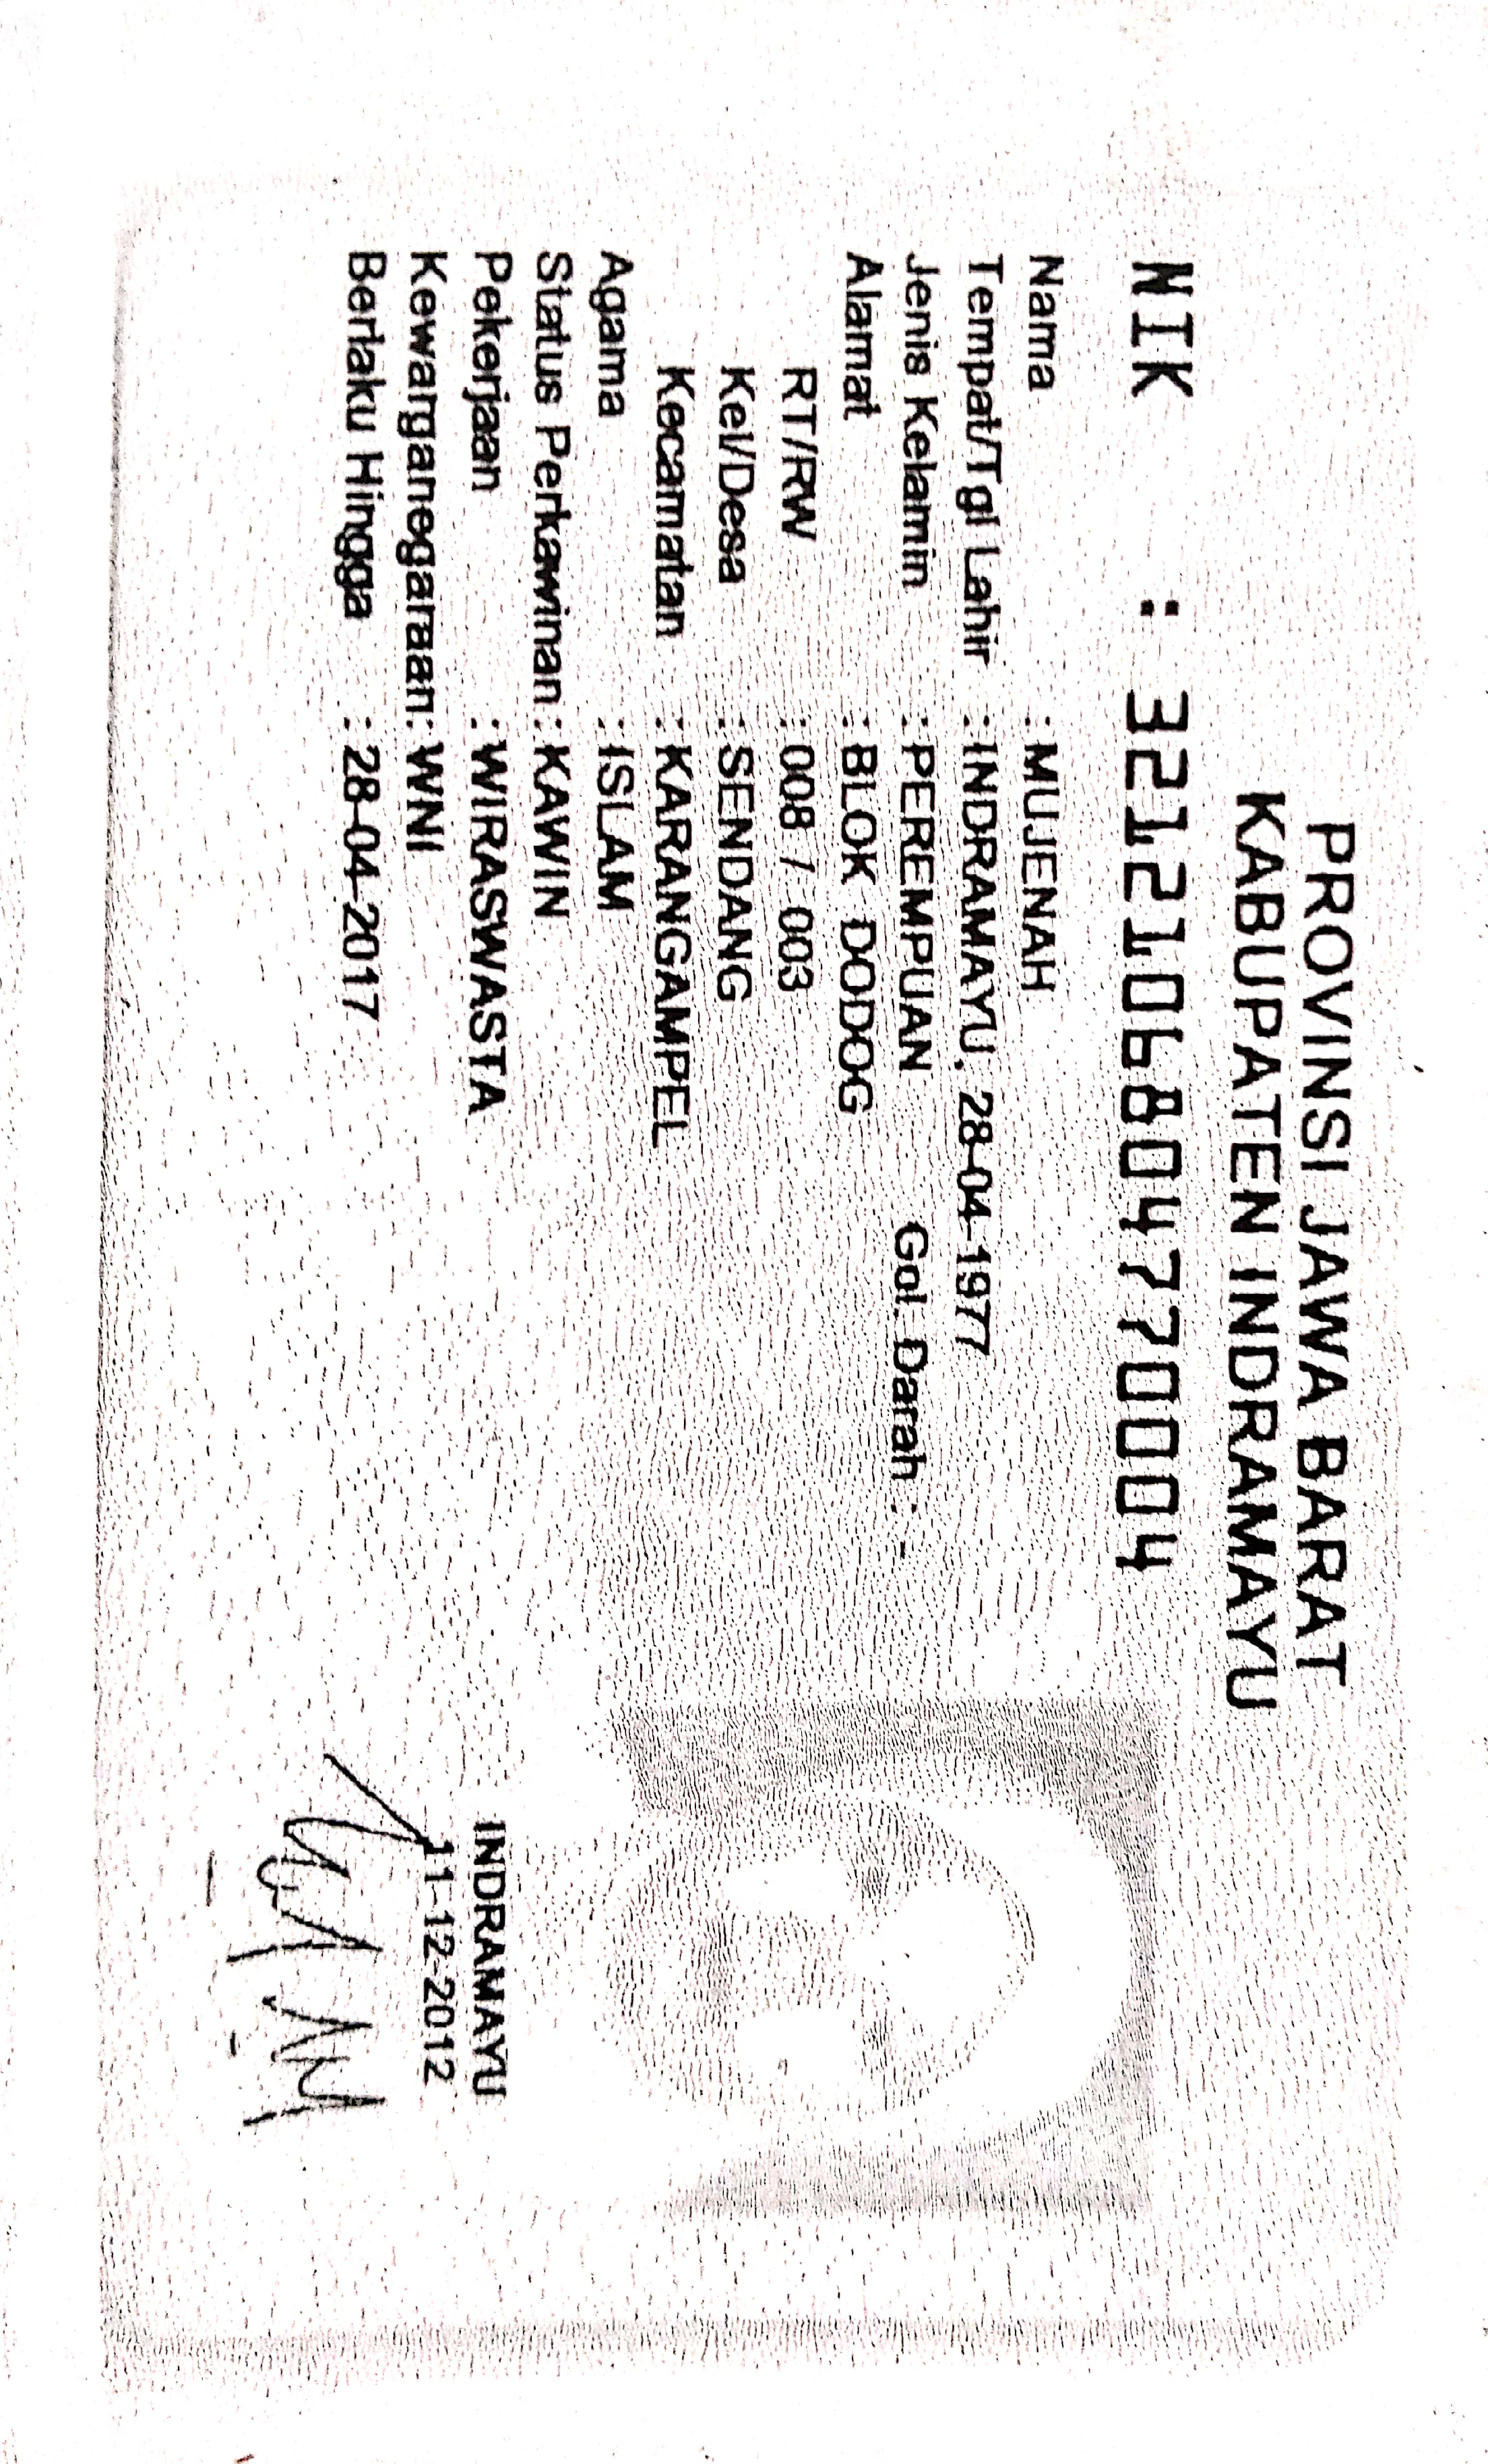 PROVINSI JAWA BARAT
KABUPATEN INDRAMAYU
NIK : 3212106804770004
Nama : MUJENAH
Tempat/Tgl Lahir : INDRAMAYU, 28-04-1977
Jenis Kelamin : PEREMPUAN Gol. Darah : -
Alamat : BLOK DODOG
RT/RW : 008 / 003
Kel/Desa : SENDANG
Kecamatan : KARANGAMPEL
Agama : ISLAM
Status Perkawinan : KAWIN
Pekerjaan : WIRASWASTA
Kewarganegaraan: WNI
Berlaku Hingga : 28-04-2017
INDRAMAYU
11-12-2012